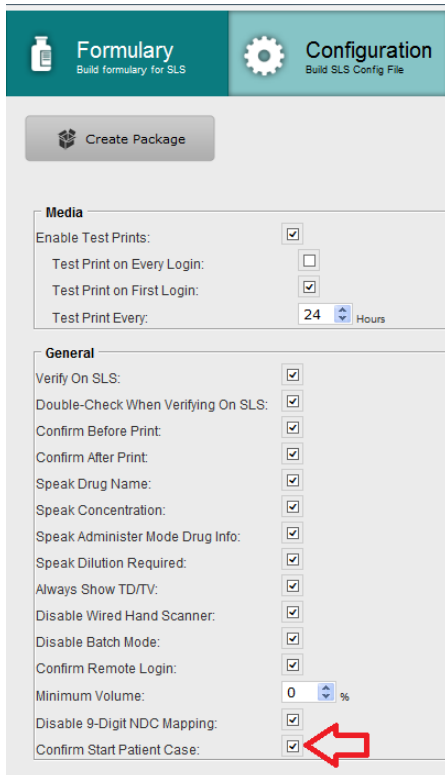 Formulary
Build formulary for SLS
Configuration
Build SLS Config File
Create Package
Media
Enable Test Prints:
Test Print on Every Login:
Test Print on First Login:
Test Print Every: 24 Hours
General
Verify On SLS:
Double-Check When Verifying On SLS:
Confirm Before Print:
Confirm After Print:
Speak Drug Name:
Speak Concentration:
Speak Administer Mode Drug Info:
Speak Dilution Required:
Always Show TD/TV:
Disable Wired Hand Scanner:
Disable Batch Mode:
Confirm Remote Login:
Minimum Volume: 0 %
Disable 9-Digit NDC Mapping:
Confirm Start Patient Case: